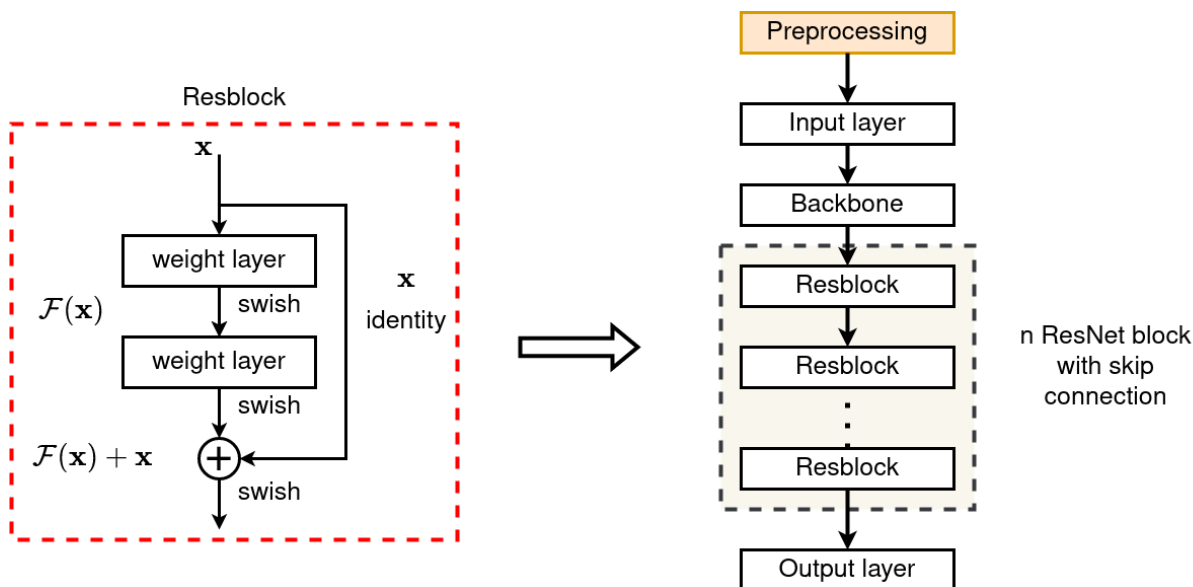 Resblock
x
weight layer
swish
F(x)
x
identity
weight layer
swish
F(x) + x
+
swish
Preprocessing
Input layer
Backbone
Resblock
Resblock
Resblock
Output layer
n ResNet block
with skip
connection